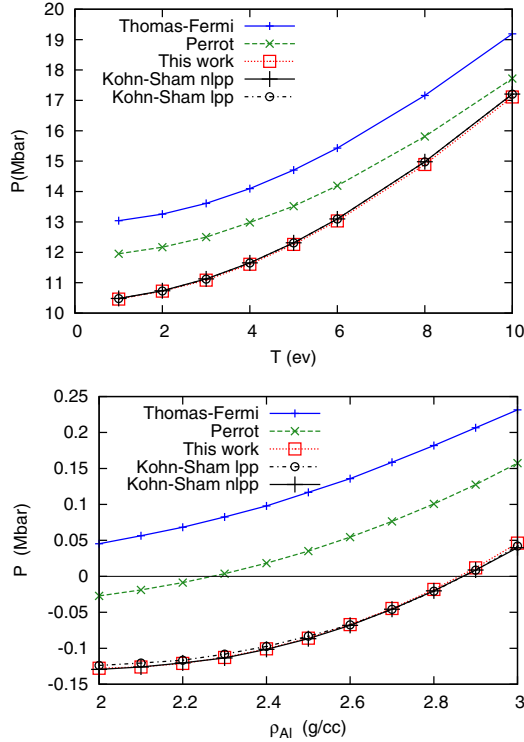 20
19
18
17
16
15
14
13
12
11
10
P(Mbar)
Thomas-Fermi
Perrot
This work
Kohn-Sham nlpp
Kohn-Sham lpp
0 2 4 6 8 10
T (ev)
0.25
0.2
0.15
0.1
0.05
0
-0.05
-0.1
-0.15
P (Mbar)
Thomas-Fermi
Perrot
This work
Kohn-Sham lpp
Kohn-Sham nlpp
2 2.2 2.4 2.6 2.8 3
ρAl (g/cc)